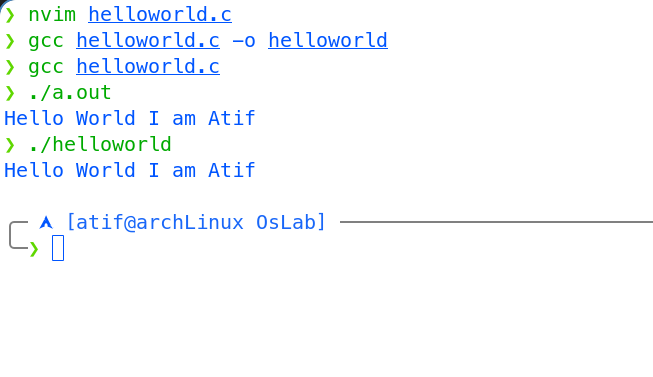 ❯ nvim helloworld.c
❯ gcc helloworld.c -o helloworld
❯ gcc helloworld.c
❯ ./a.out
Hello World I am Atif
❯ ./helloworld
Hello World I am Atif
[atif@archLinux OsLab]
❯